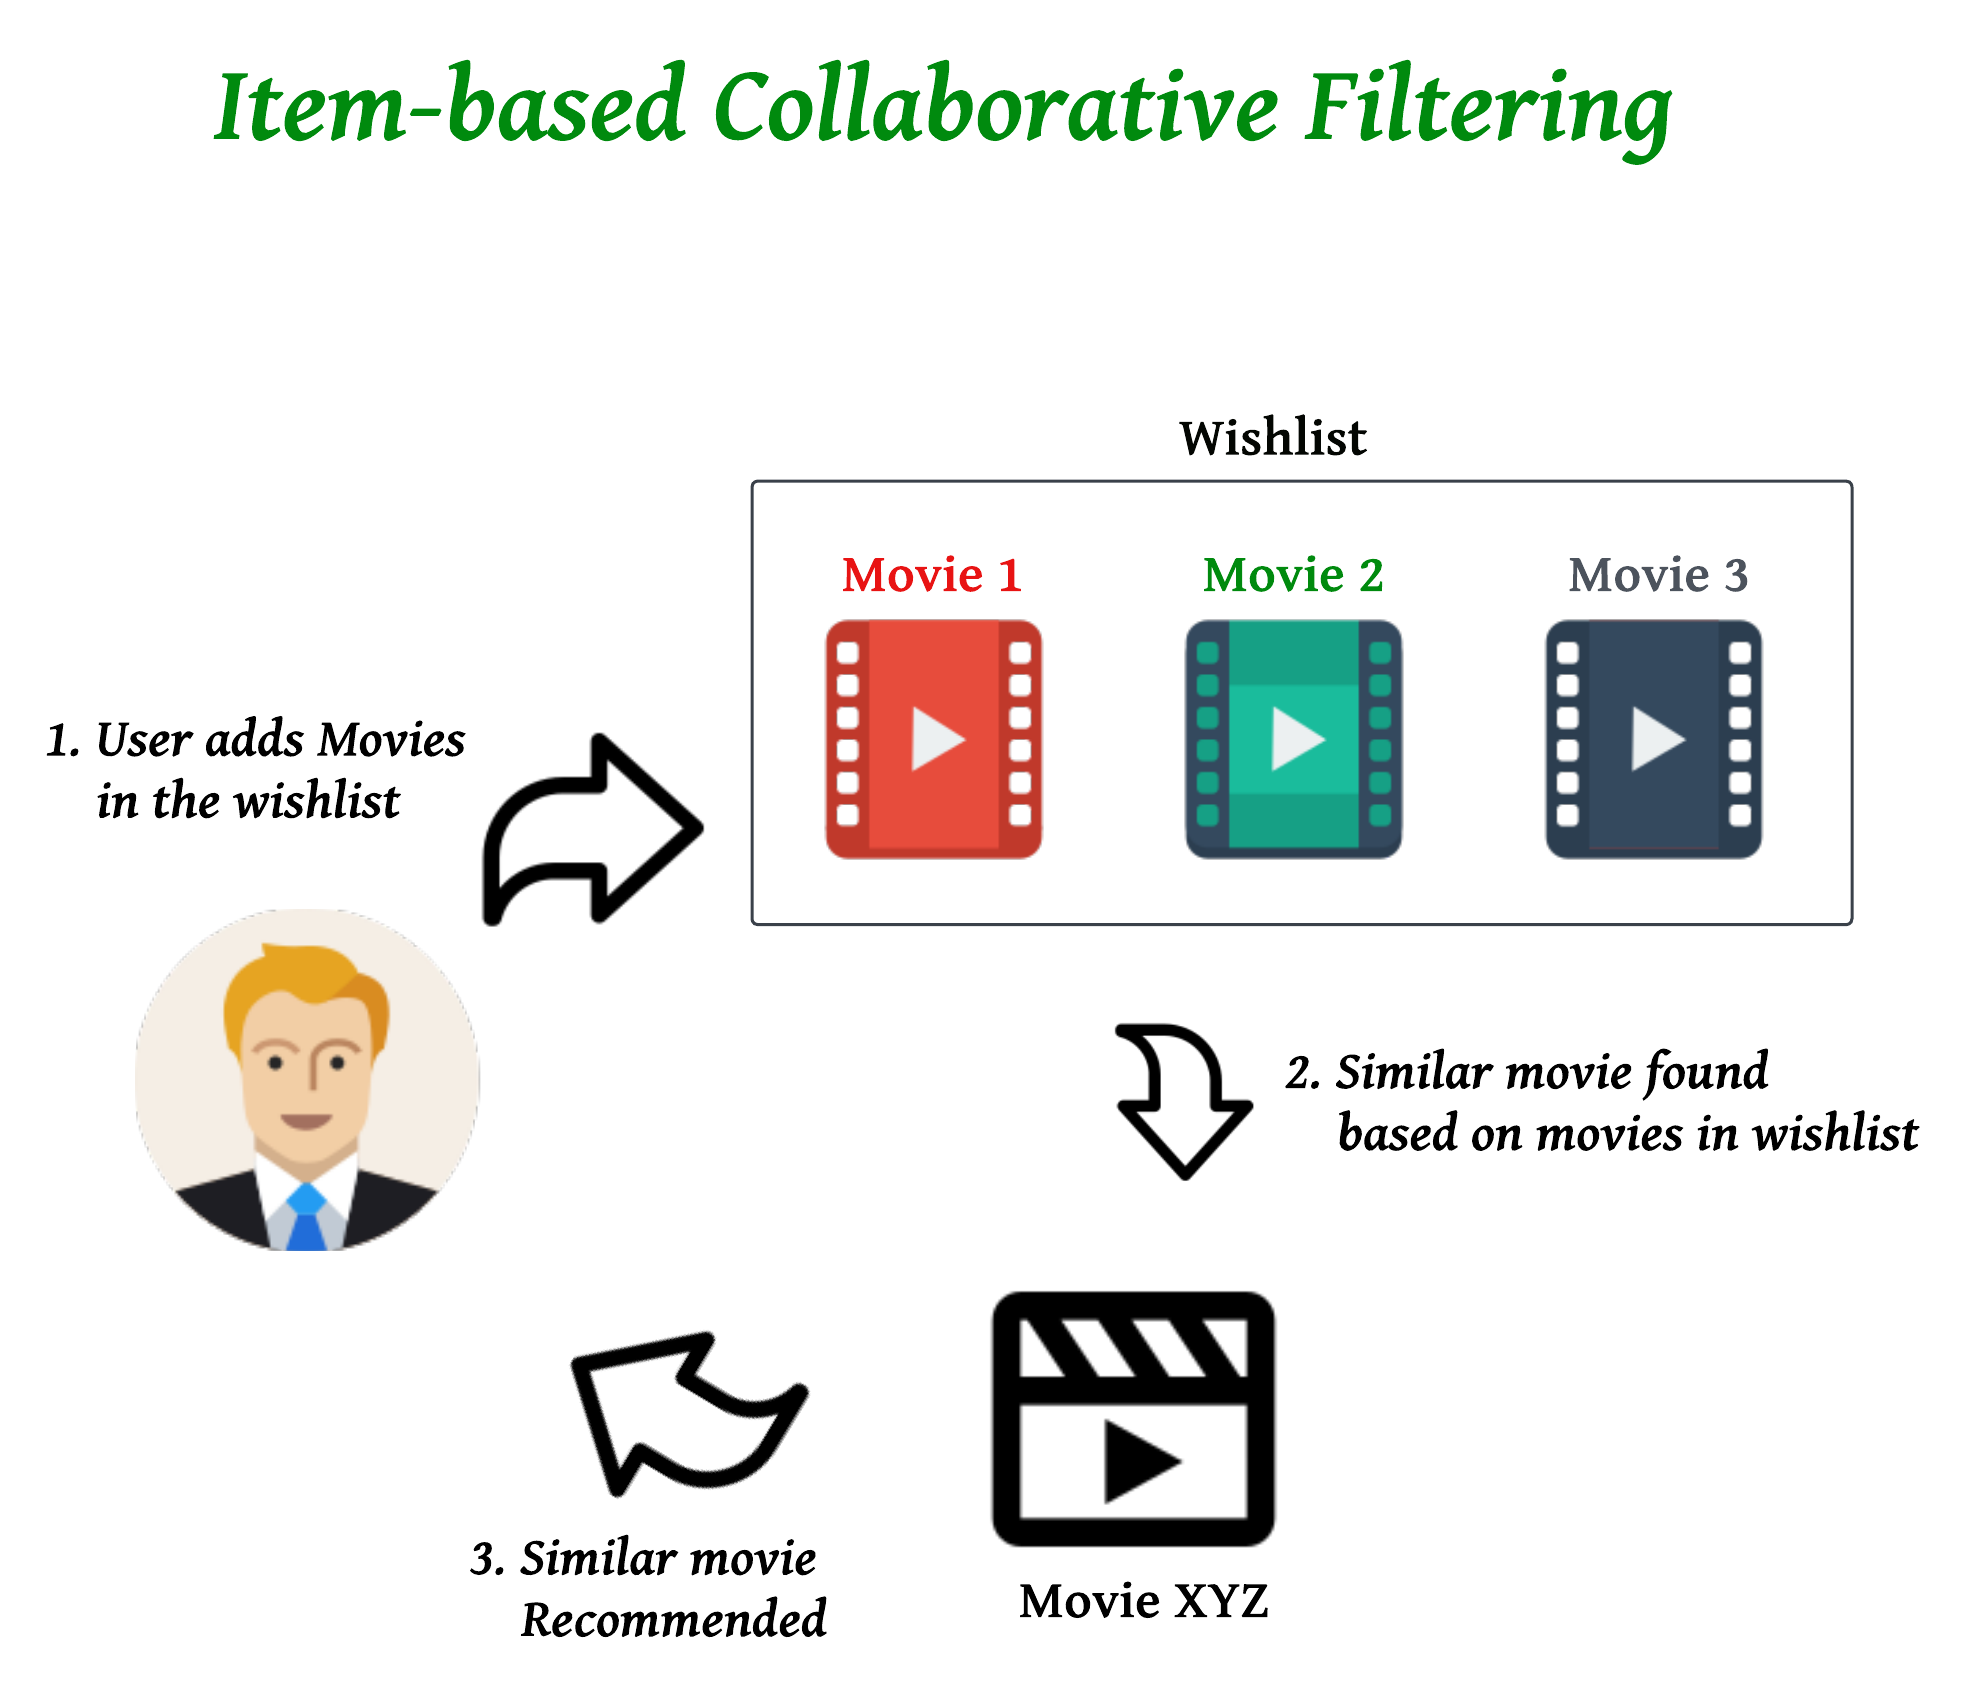 Item-based Collaborative Filtering
Wishlist
Movie 1
Movie 2
Movie 3
1. User adds Movies
in the wishlist
2. Similar movie found
based on movies in wishlist
3. Similar movie
Recommended
Movie XYZ